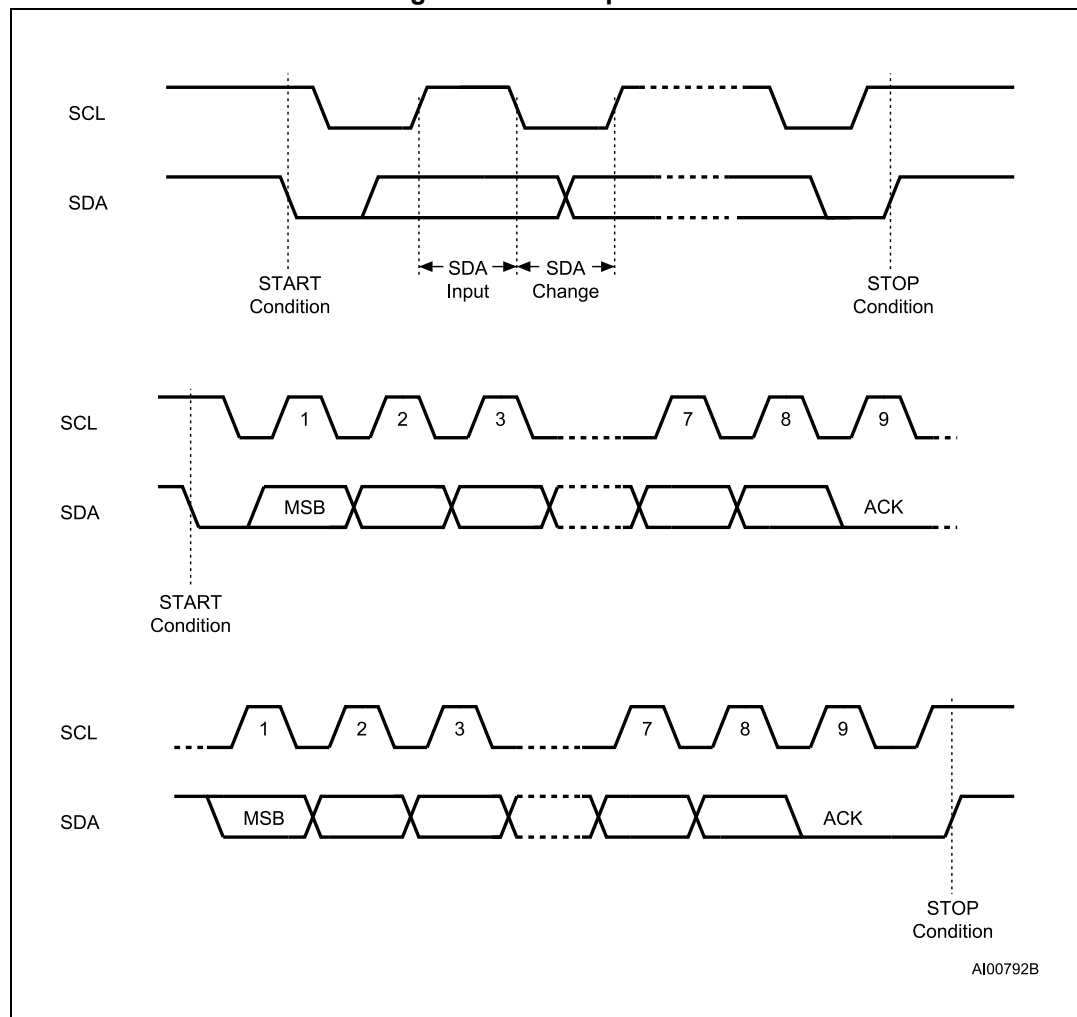 SCL
SDA
START
Condition
SDA
Input
SDA
Change
STOP
Condition
SCL
1 2 3 7 8 9
SDA
MSB ACK
START
Condition
SCL
1 2 3 7 8 9
SDA
MSB ACK
STOP
Condition
AI00792B